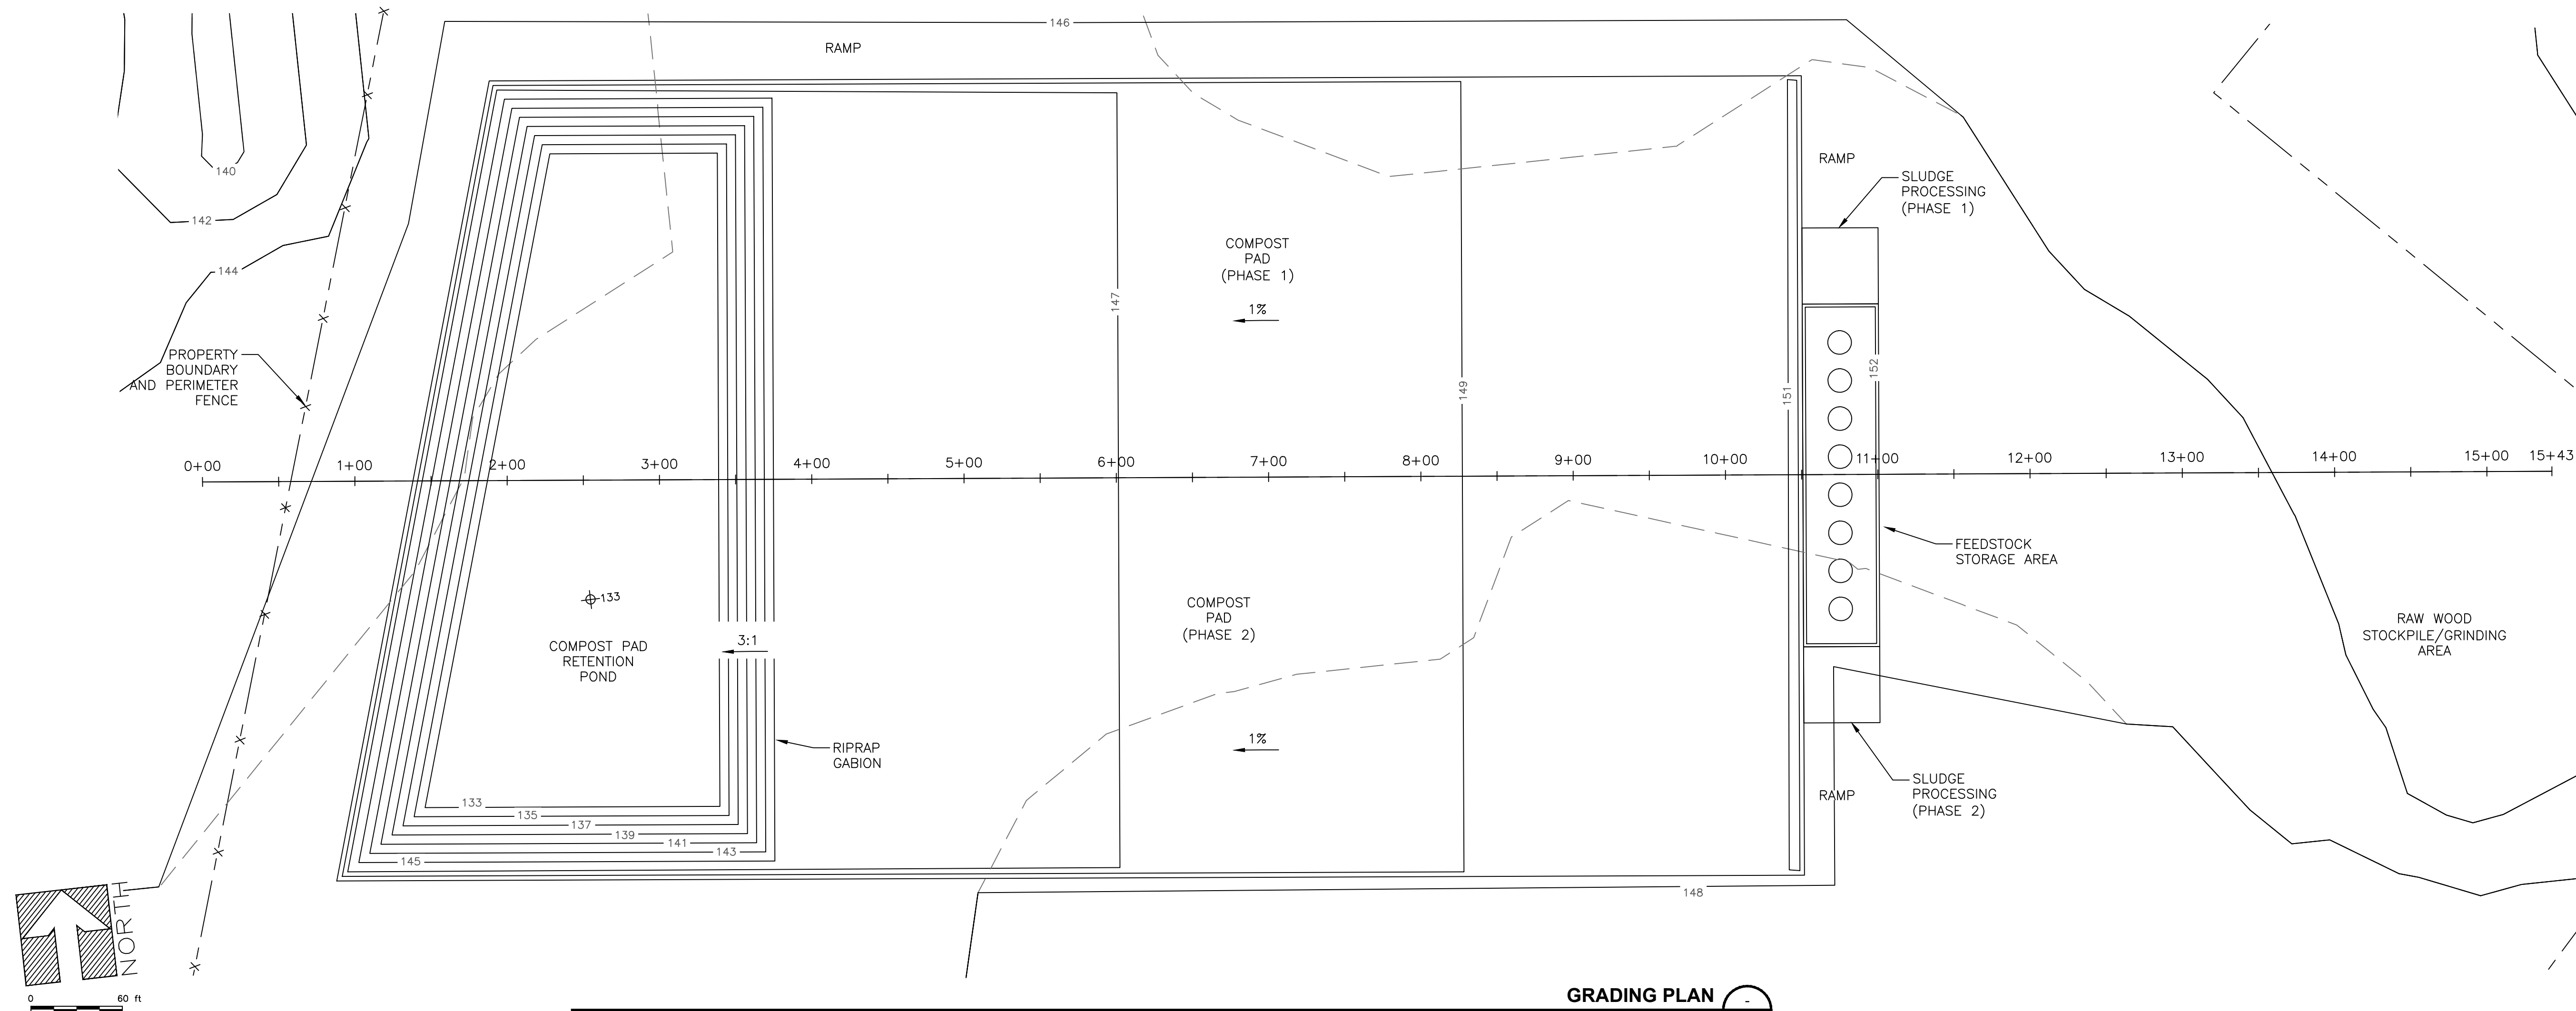 146
RAMP
RAMP
SLUDGE
PROCESSING
(PHASE 1)
140
142
144
COMPOST
PAD
(PHASE 1)
1%
147
149
151
152
PROPERTY
BOUNDARY
AND PERIMETER
FENCE
0+00
1+00
2+00
3+00
4+00
5+00
6+00
7+00
8+00
9+00
10+00
11+00
12+00
13+00
14+00
15+00
15+43
FEEDSTOCK
STORAGE AREA
133
COMPOST
PAD
(PHASE 2)
3:1
COMPOST PAD
RETENTION
POND
RAW WOOD
STOCKPILE/GRINDING
AREA
1%
RIPRAP
GABION
SLUDGE
PROCESSING
(PHASE 2)
RAMP
133
135
137
139
141
143
145
148
NORTH
0
60 ft
GRADING PLAN
-